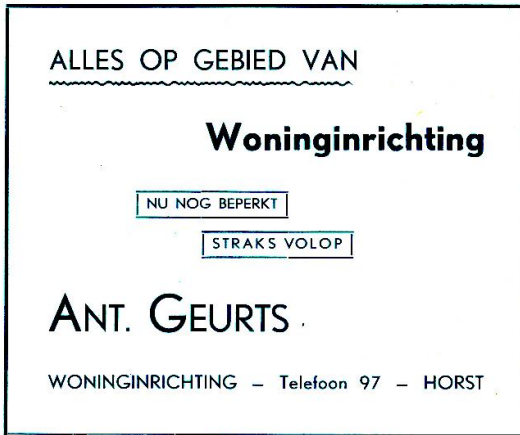 ALLES OP GEBIED VAN
Woninginrichting
NU NOG BEPERKT
STRAKS VOLOP
ANT. GEURTS
WONINGINRICHTING – Telefoon 97 – HORST